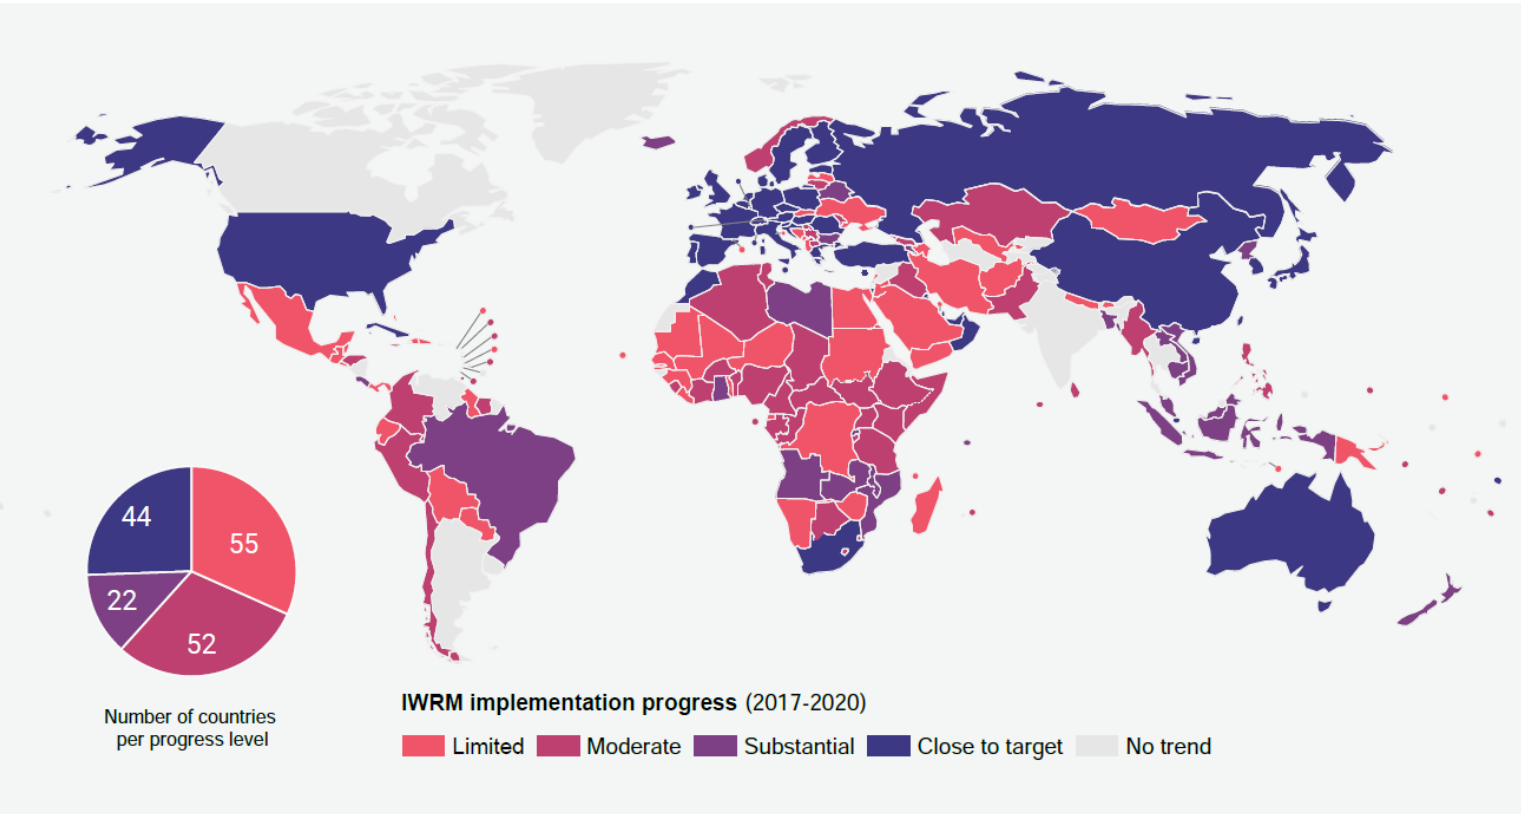 44
55
22
52
Number of countries
per progress level
IWRM implementation progress (2017-2020)
Limited Moderate Substantial Close to target No trend